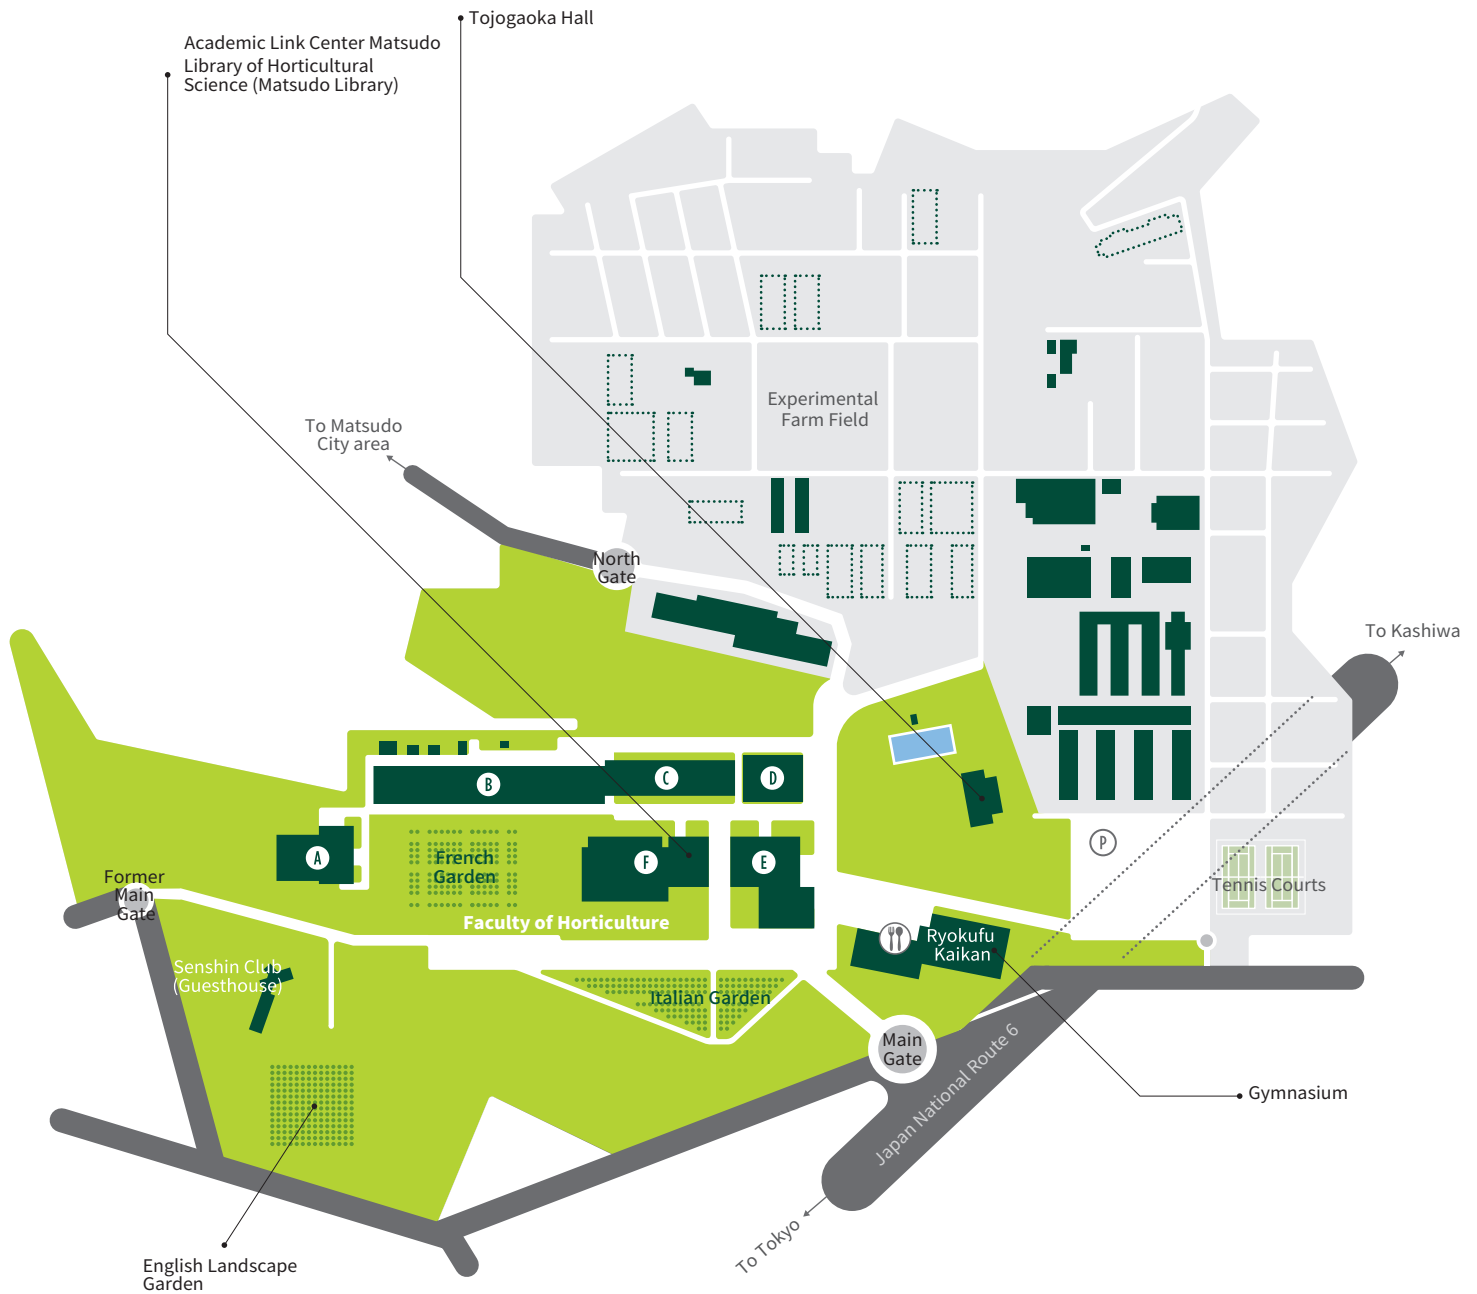 Tojogaoka Hall
Academic Link Center Matsudo
Library of Horticultural
Science (Matsudo Library)
Experimental
Farm Field
To Matsudo
City area
North
Gate
To Kashiwa
B
C
D
A
French
Garden
F
E
P
Former
Main
Gate
Faculty of Horticulture
Tennis Courts
Ryokufu
Kaikan
Senshin Club
(Guesthouse)
Italian Garden
Main
Gate
Japan National Route 6
Gymnasium
To Tokyo
English Landscape
Garden